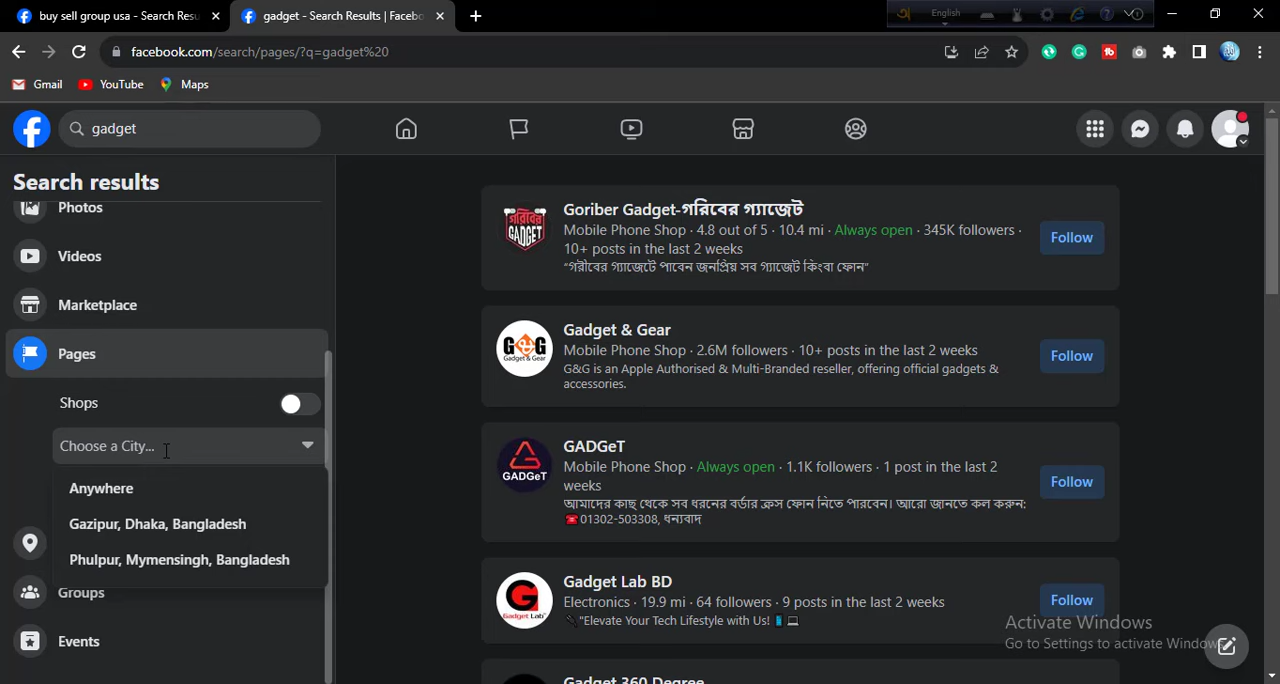 buy sell group usa - Search Resu
gadget - Search Results | Facebo
English
facebook.com/search/pages/?q=gadget%20
Gmail
YouTube
Maps
gadget
Search results
Photos
Videos
Marketplace
Pages
Shops
Choose a City...
Anywhere
Gazipur, Dhaka, Bangladesh
Phulpur, Mymensingh, Bangladesh
Groups
Events
গরিবের
GADGET
Goriber Gadget-গরিবের গ্যাজেট
Mobile Phone Shop · 4.8 out of 5 · 10.4 mi · Always open · 345K followers ·
10+ posts in the last 2 weeks
"গরীবের গ্যাজেটে পাবেন জনপ্রিয় সব গ্যাজেট কিংবা ফোন"
Follow
G&G
Gadget & Gear
Gadget & Gear
Mobile Phone Shop · 2.6M followers · 10+ posts in the last 2 weeks
G&G is an Apple Authorised & Multi-Branded reseller, offering official gadgets &
accessories.
Follow
GADGeT
GADGeT
Mobile Phone Shop · Always open · 1.1K followers · 1 post in the last 2
weeks
আমাদের কাছ থেকে সব ধরনের বর্ডার ক্রস ফোন নিতে পারবেন। আরো জানতে কল করুন:
☎️01302-503308, ধন্যবাদ
Follow
Gadget Lab
Gadget Lab BD
Electronics · 19.9 mi · 64 followers · 9 posts in the last 2 weeks
🔌"Elevate Your Tech Lifestyle with Us! 📱💻
Follow
Gadget 360 Degree
Activate Windows
Go to Settings to activate Windows